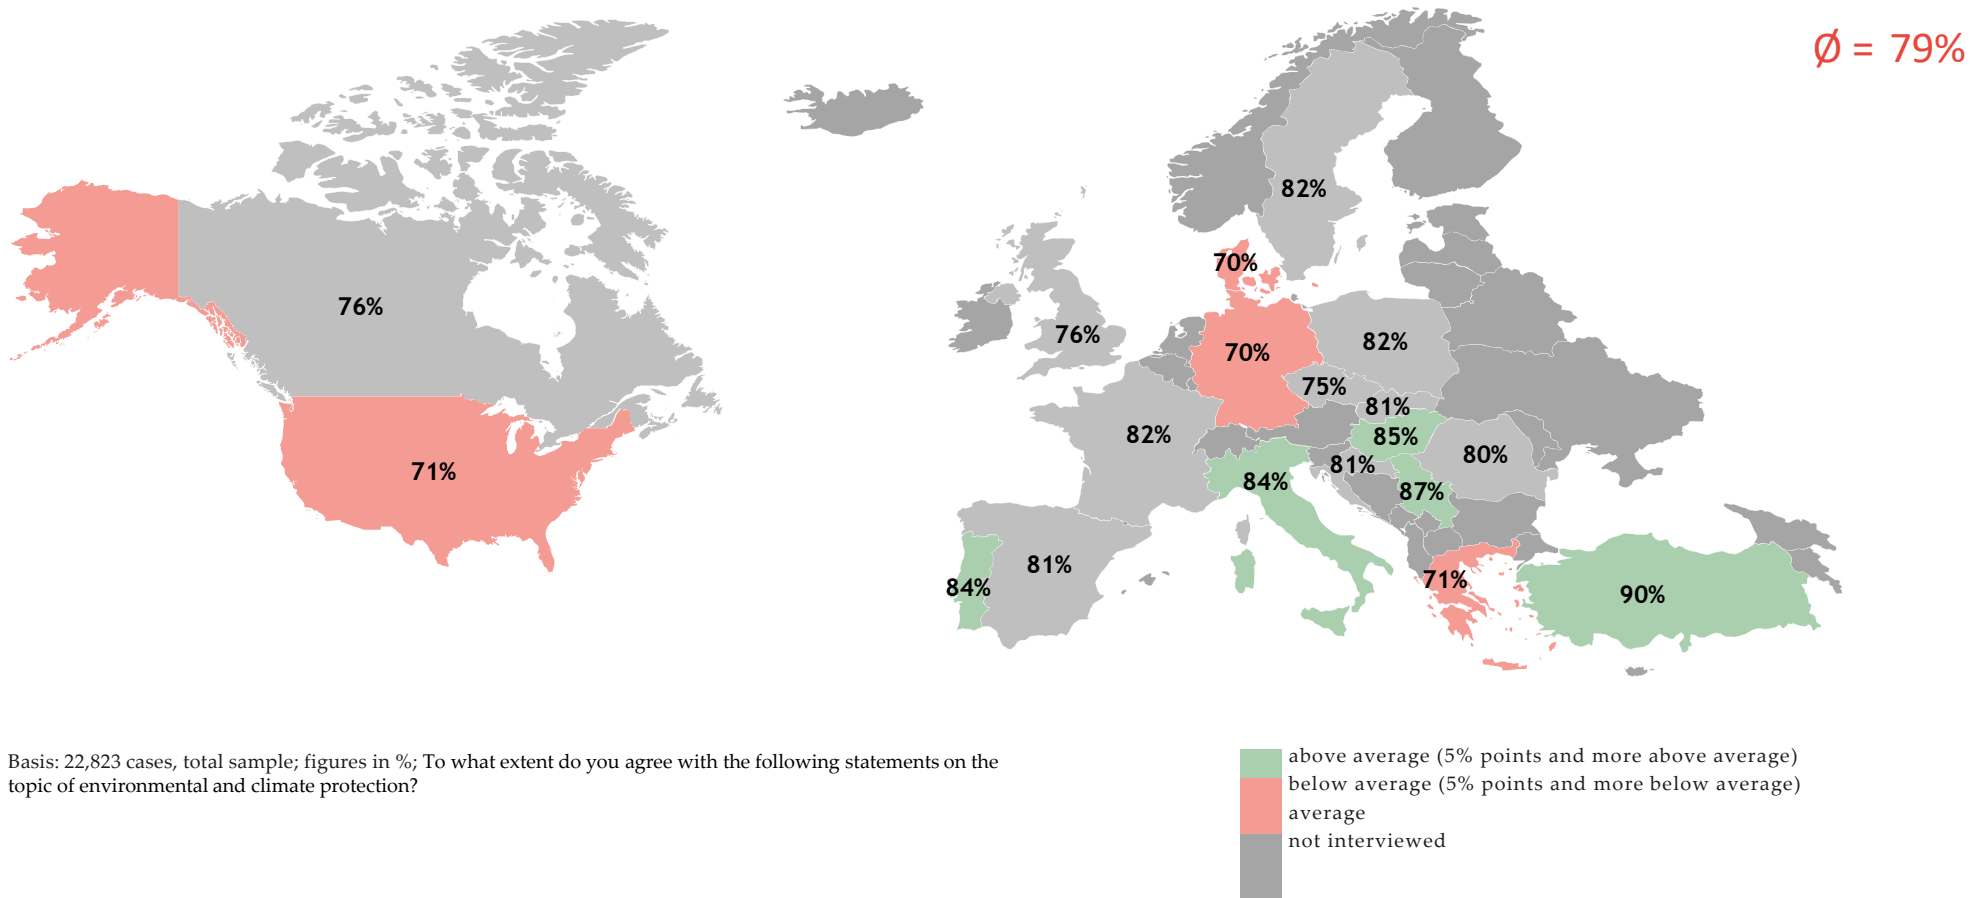 Ø = 79%
82%
70%
76%
76%
70%
82%
75%
81%
82%
85%
81%
80%
84%
87%
71%
81%
84%
71%
90%
Basis: 22,823 cases, total sample; figures in %; To what extent do you agree with the following statements on the
topic of environmental and climate protection?
above average (5% points and more above average)
below average (5% points and more below average)
average
not interviewed